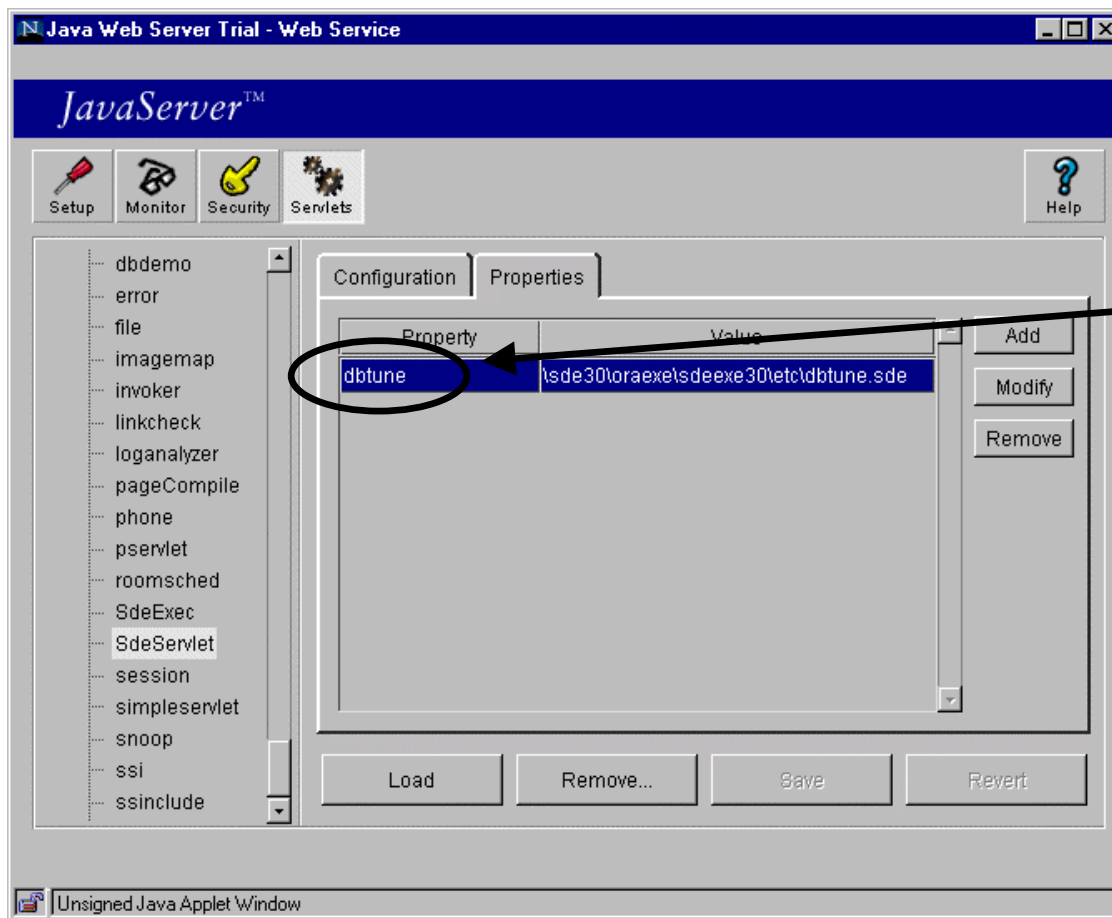 Java Web Server Trial - Web Service
JavaServer™
Setup
Monitor
Security
Servlets
Help
dbdemo
error
file
imagemap
invoker
linkcheck
loganalyzer
pageCompile
phone
pservlet
roomsched
SdeExec
SdeServlet
session
simpleservlet
snoop
ssi
ssinclude
Configuration
Properties
Property Value
dbtune \sde30\oraexe\sdeexe30\etc\dbtune.sde
Add
Modify
Remove
Load
Remove...
Save
Revert
Unsigned Java Applet Window